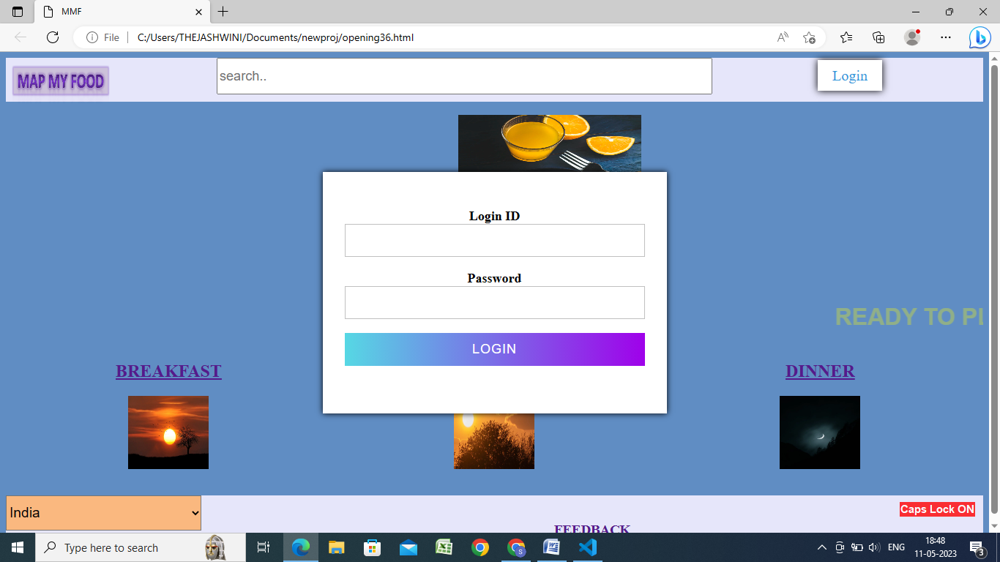 MMF
File
C:/Users/THEJASHWINI/Documents/newproj/opening36.html
MAP MY FOOD
search..
Login
Login ID
Password
LOGIN
READY TO
BREAKFAST
DINNER
India
Caps Lock ON
FEEDBACK
Type here to search
ENG
18:48
11-05-2023
3